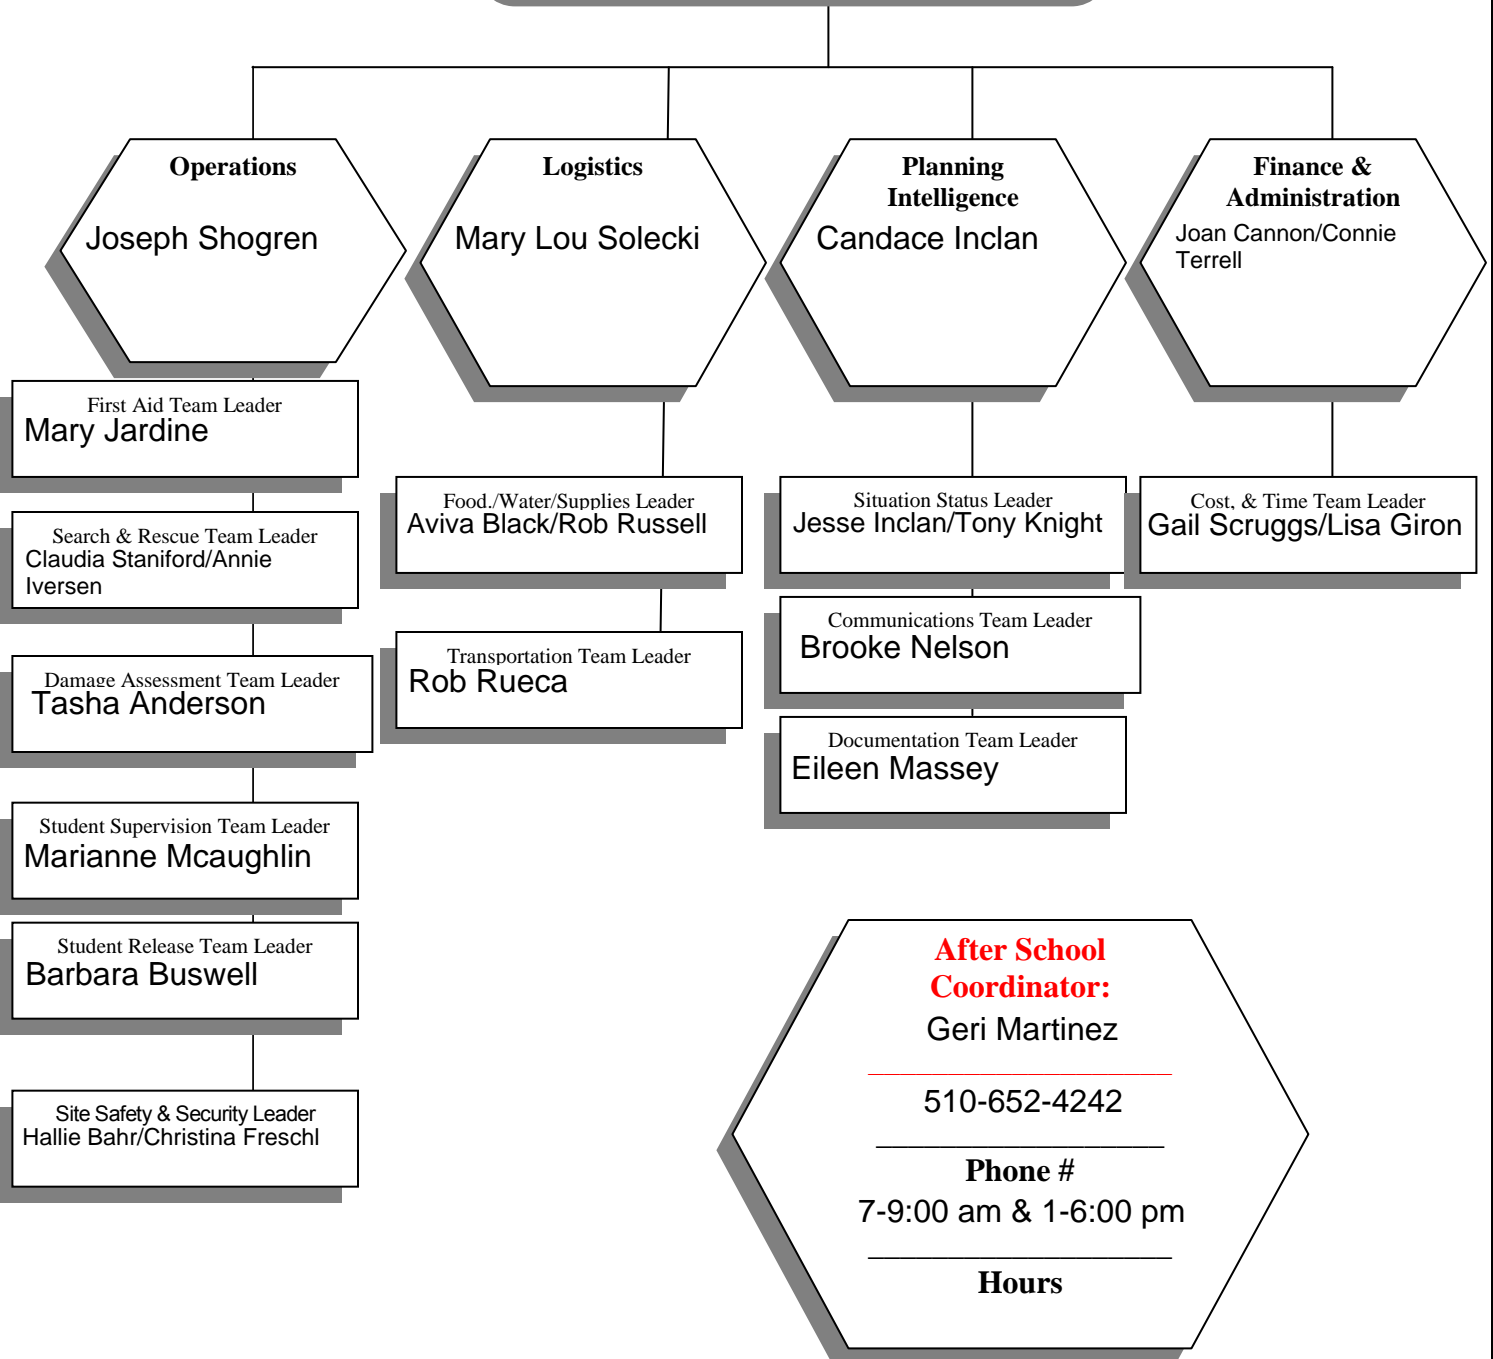 Operations
Joseph Shogren
Logistics
Mary Lou Solecki
Planning
Intelligence
Candace Inclan
Finance &
Administration
Joan Cannon/Connie
Terrell
First Aid Team Leader
Mary Jardine
Search & Rescue Team Leader
Claudia Staniford/Annie
Iversen
Damage Assessment Team Leader
Tasha Anderson
Student Supervision Team Leader
Marianne Mcaughlin
Student Release Team Leader
Barbara Buswell
Site Safety & Security Leader
Hallie Bahr/Christina Freschl
Food./Water/Supplies Leader
Aviva Black/Rob Russell
Transportation Team Leader
Rob Rueca
Situation Status Leader
Jesse Inclan/Tony Knight
Communications Team Leader
Brooke Nelson
Documentation Team Leader
Eileen Massey
Cost, & Time Team Leader
Gail Scruggs/Lisa Giron
After School
Coordinator:
Geri Martinez
510-652-4242
Phone #
7-9:00 am & 1-6:00 pm
Hours